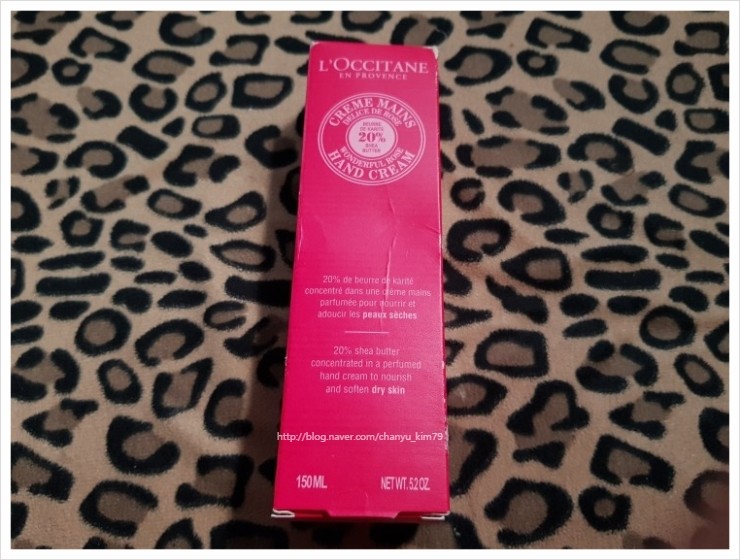 L'OCCITANE
EN PROVENCE
CRÈME MAINS
DÉLICE DE ROSE
BEURRE
DE KARITÉ
20%
SHEA
BUTTER
WONDERFUL ROSE
HAND CREAM
20% de beurre de karité
concentré dans une crème mains
parfumée pour nourrir et
adoucir les peaux sèches
20% shea butter
concentrated in a perfumed
hand cream to nourish
and soften dry skin
http://blog.naver.com/chanyu_kim79
150 ML NET WT. 5.2 OZ.